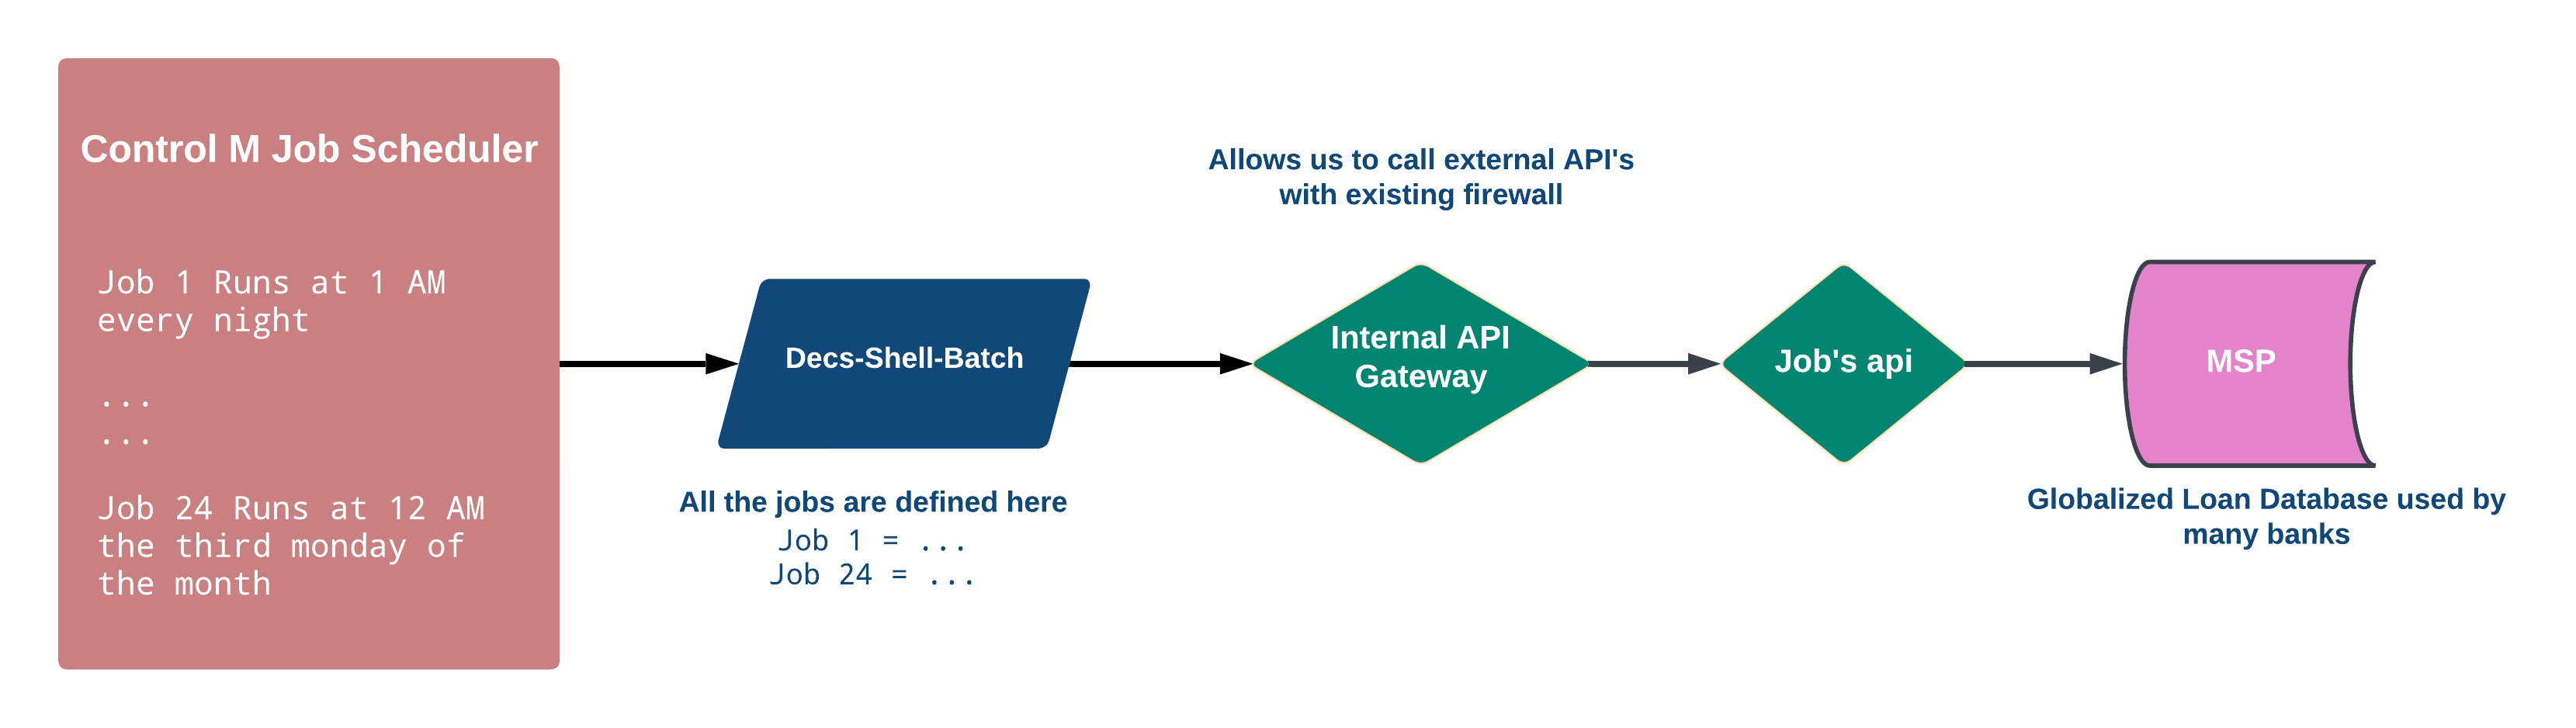 Control M Job Scheduler
Job 1 Runs at 1 AM
every night
...
...
Job 24 Runs at 12 AM
the third monday of
the month
Decs-Shell-Batch
All the jobs are defined here
Job 1 = ...
Job 24 = ...
Allows us to call external API's
with existing firewall
Internal API
Gateway
Job's api
MSP
Globalized Loan Database used by
many banks